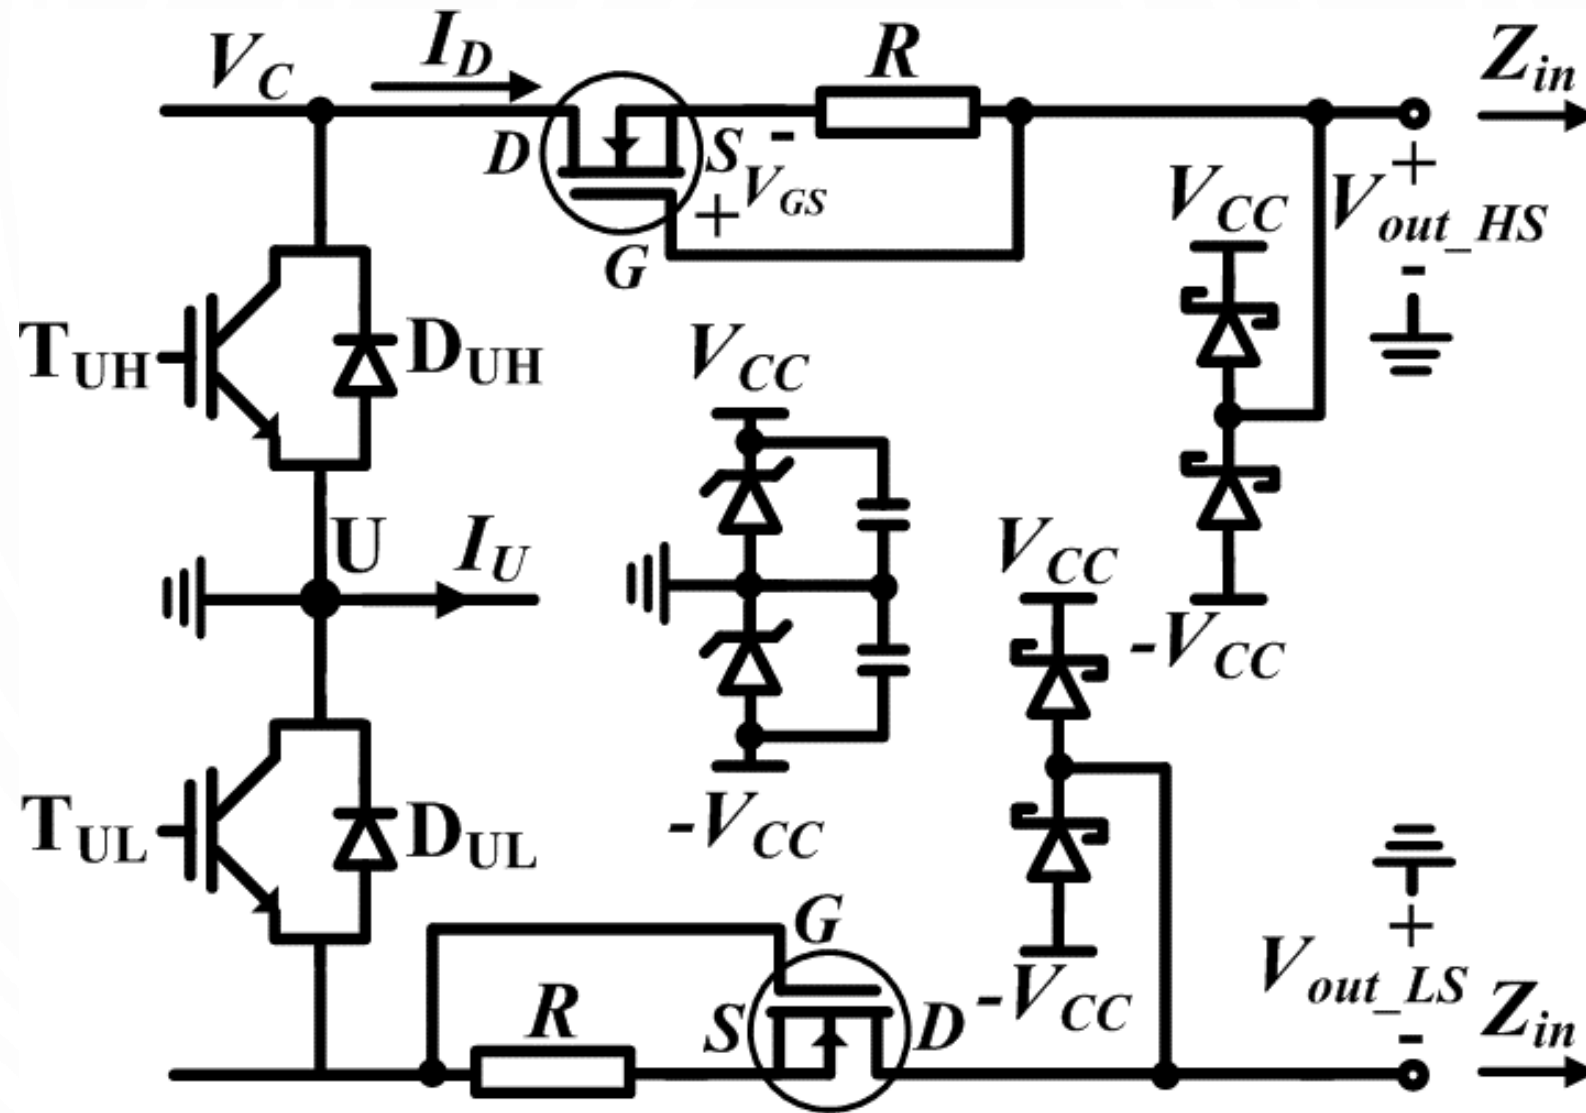 V_C
I_D
R
Z_in
D
S
-
V_GS
+
G
V_CC
+
V_out_HS
-
T_UH
D_UH
V_CC
U
I_U
V_CC
-V_CC
T_UL
D_UL
-V_CC
G
+
V_out_LS
-
-V_CC
R
S
D
Z_in